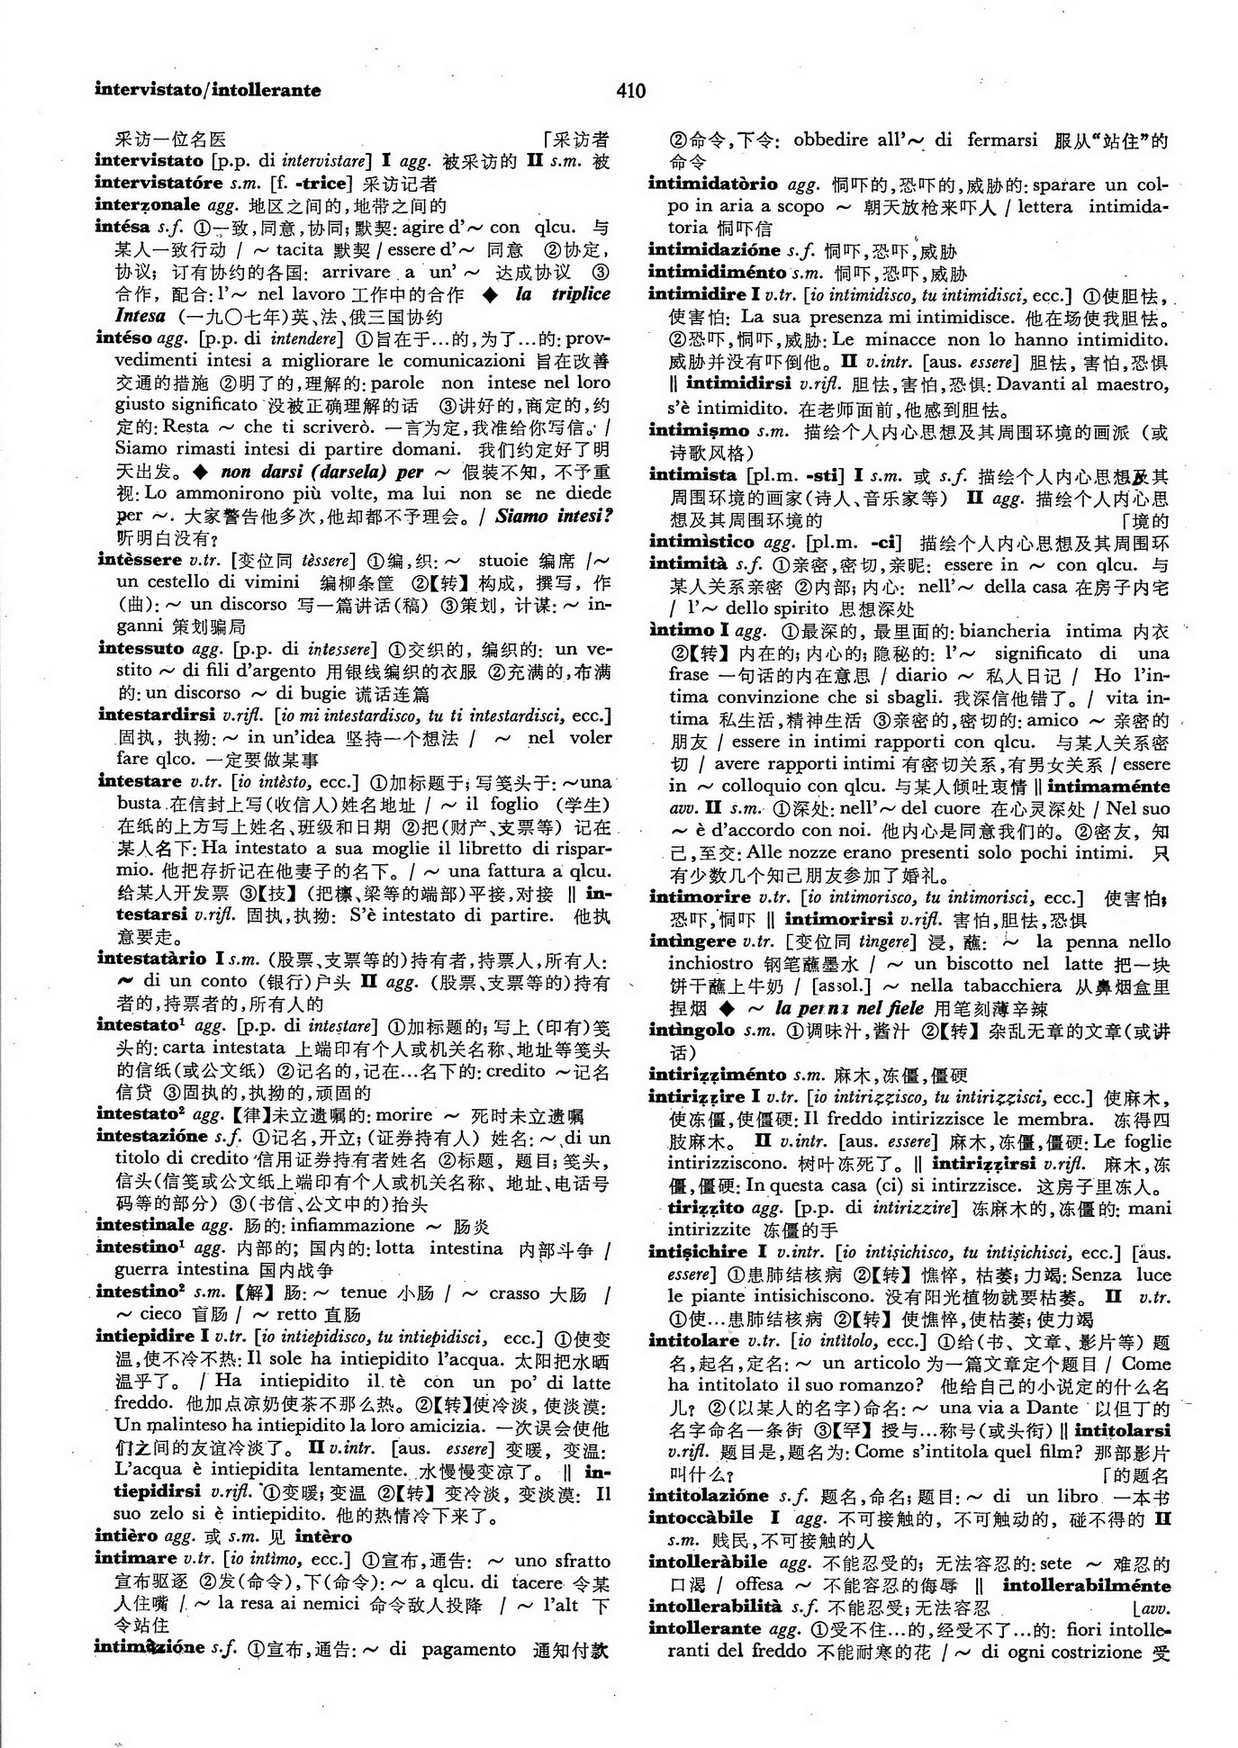 intervistato/intollerante
410
采访一位名医 「采访者
intervistato [p.p. di intervistare] I agg. 被采访的 II s.m. 被
intervistatóre s.m. [f. -trice] 采访记者
interẓonale agg. 地区之间的,地带之间的
intésa s.f. ①一致,同意,协同;默契: agire d'～ con qlcu. 与
某人一致行动 / ～ tacita 默契 / essere d'～ 同意 ②协定,
协议; 订有协约的各国: arrivare a un' ～ 达成协议 ③
合作, 配合: l'～ nel lavoro 工作中的合作 ◆ la triplice
Intesa (一九〇七年)英、法、俄三国协约
intéso agg. [p.p. di intendere] ①旨在于…的,为了…的: prov-
vedimenti intesi a migliorare le comunicazioni 旨在改善
交通的措施 ②明了的,理解的: parole non intese nel loro
giusto significato 没被正确理解的话 ③讲好的,商定的,约
定的: Resta ～ che ti scriverò. 一言为定,我准给你写信。/
Siamo rimasti intesi di partire domani. 我们约定好了明
天出发。◆ non darsi (darsela) per ～ 假装不知, 不予重
视: Lo ammonirono più volte, ma lui non se ne diede
per ～. 大家警告他多次,他却都不予理会。/ Siamo intesi?
听明白没有?
intèssere v.tr. [变位同 tèssere] ①编,织: ～ stuoie 编席 /～
un cestello di vimini 编柳条筐 ②【转】构成, 撰写, 作
(曲): ～ un discorso 写一篇讲话(稿) ③策划, 计谋: ～ in-
ganni 策划骗局
intessuto agg. [p.p. di intessere] ①交织的, 编织的: un ve-
stito ～ di fili d'argento 用银线编织的衣服 ②充满的,布满
的: un discorso ～ di bugie 谎话连篇
intestardirsi v.rifl. [io mi intestardisco, tu ti intestardisci, ecc.]
固执, 执拗: ～ in un'idea 坚持一个想法 / ～ nel voler
fare qlco. 一定要做某事
intestare v.tr. [io intèsto, ecc.] ①加标题于; 写笺头于: ～una
busta 在信封上写(收信人)姓名地址 / ～ il foglio (学生)
在纸的上方写上姓名、班级和日期 ②把(财产、支票等) 记在
某人名下: Ha intestato a sua moglie il libretto di rispar-
mio. 他把存折记在他妻子的名下。/ ～ una fattura a qlcu.
给某人开发票 ③【技】(把檩、梁等的端部)平接,对接 ‖ in-
testarsi v.rifl. 固执,执拗: S'è intestato di partire. 他执
意要走。
intestatàrio I s.m. (股票、支票等的)持有者,持票人,所有人:
～ di un conto (银行)户头 II agg. (股票、支票等的)持有
者的,持票者的,所有人的
intestato¹ agg. [p.p. di intestare] ①加标题的; 写上 (印有)笺
头的: carta intestata 上端印有个人或机关名称、地址等笺头
的信纸(或公文纸) ②记名的,记在…名下的: credito ～记名
信贷 ③固执的,执拗的,顽固的
intestato² agg. 【律】未立遗嘱的: morire ～ 死时未立遗嘱
intestazióne s.f. ①记名,开立; (证券持有人) 姓名: ～ di un
titolo di credito 信用证券持有者姓名 ②标题, 题目; 笺头,
信头(信笺或公文纸上端印有个人或机关名称、地址、电话号
码等的部分) ③(书信、公文中的)抬头
intestinale agg. 肠的: infiammazione ～ 肠炎
intestino¹ agg. 内部的; 国内的: lotta intestina 内部斗争 /
guerra intestina 国内战争
intestino² s.m. 【解】肠: ～ tenue 小肠 / ～ crasso 大肠 /
～ cieco 盲肠 / ～ retto 直肠
intiepidire I v.tr. [io intiepidisco, tu intiepidisci, ecc.] ①使变
温,使不冷不热: Il sole ha intiepidito l'acqua. 太阳把水晒
温乎了。 / Ha intiepidito il tè con un po' di latte
freddo. 他加点凉奶使茶不那么热。②【转】使冷淡, 使淡漠:
Un malinteso ha intiepidito la loro amicizia. 一次误会使他
们之间的友谊冷淡了。 II v.intr. [aus. essere] 变暖, 变温:
L'acqua è intiepidita lentamente. 水慢慢变凉了。 ‖ in-
tiepidirsi v.rifl. ①变暖; 变温 ②【转】变冷淡, 变淡漠: Il
suo zelo si è intiepidito. 他的热情冷下来了。
intièro agg. 或 s.m. 见 intèro
intimare v.tr. [io intìmo, ecc.] ①宣布,通告: ～ uno sfratto
宣布驱逐 ②发(命令),下(命令): ～ a qlcu. di tacere 令某
人住嘴 / ～ la resa ai nemici 命令敌人投降 / ～ l'alt 下
令站住
intimazióne s.f. ①宣布,通告: ～ di pagamento 通知付款
②命令,下令: obbedire all'～ di fermarsi 服从“站住”的
命令
intimidatòrio agg. 恫吓的,恐吓的,威胁的: sparare un col-
po in aria a scopo ～ 朝天放枪来吓人 / lettera intimida-
toria 恫吓信
intimidazióne s.f. 恫吓,恐吓,威胁
intimidiménto s.m. 恫吓,恐吓,威胁
intimidire I v.tr. [io intimidisco, tu intimidisci, ecc.] ①使胆怯,
使害怕: La sua presenza mi intimidisce. 他在场使我胆怯。
②恐吓,恫吓,威胁: Le minacce non lo hanno intimidito.
威胁并没有吓倒他。II v.intr. [aus. essere] 胆怯, 害怕,恐惧
‖ intimidirsi v.rifl. 胆怯,害怕,恐惧: Davanti al maestro,
s'è intimidito. 在老师面前,他感到胆怯。
intimiṣmo s.m. 描绘个人内心思想及其周围环境的画派 (或
诗歌风格)
intimista [pl.m. -sti] I s.m. 或 s.f. 描绘个人内心思想及其
周围环境的画家(诗人、音乐家等) II agg. 描绘个人内心思
想及其周围环境的 「境的
intimìstico agg. [pl.m. -ci] 描绘个人内心思想及其周围环
intimità s.f. ①亲密,密切,亲昵: essere in ～ con qlcu. 与
某人关系亲密 ②内部; 内心: nell'～ della casa 在房子内宅
/ l'～ dello spirito 思想深处
ìntimo I agg. ①最深的, 最里面的: biancheria intima 内衣
②【转】内在的; 内心的; 隐秘的: l'～ significato di una
frase 一句话的内在意思 / diario ～ 私人日记 / Ho l'in-
tima convinzione che si sbagli. 我深信他错了。/ vita in-
tima 私生活,精神生活 ③亲密的,密切的: amico ～ 亲密的
朋友 / essere in intimi rapporti con qlcu. 与某人关系密
切 / avere rapporti intimi 有密切关系,有男女关系 / essere
in ～ colloquio con qlcu. 与某人倾吐衷情 ‖ intimaménte
avv. II s.m. ①深处: nell'～ del cuore 在心灵深处 / Nel suo
～ è d'accordo con noi. 他内心是同意我们的。②密友, 知
己,至交: Alle nozze erano presenti solo pochi intimi. 只
有少数几个知己朋友参加了婚礼。
intimorire v.tr. [io intimorisco, tu intimorisci, ecc.] 使害怕;
恐吓,恫吓 ‖ intimorirsi v.rifl. 害怕,胆怯,恐惧
intìngere v.tr. [变位同 tìngere] 浸, 蘸: ～ la penna nello
inchiostro 钢笔蘸墨水 / ～ un biscotto nel latte 把一块
饼干蘸上牛奶 / [assol.] ～ nella tabacchiera 从鼻烟盒里
捏烟 ◆ ～ la penna nel fiele 用笔刻薄辛辣
intìngolo s.m. ①调味汁,酱汁 ②【转】杂乱无章的文章(或讲
话)
intiriẓẓiménto s.m. 麻木,冻僵,僵硬
intiriẓẓire I v.tr. [io intiriẓẓisco, tu intiriẓẓisci, ecc.] 使麻木,
使冻僵,使僵硬: Il freddo intirizzisce le membra. 冻得四
肢麻木。 II v.intr. [aus. essere] 麻木,冻僵,僵硬: Le foglie
intirizziscono. 树叶冻死了。‖ intiriẓẓirsi v.rifl. 麻木,冻
僵,僵硬: In questa casa (ci) si intirzzisce. 这房子里冻人。
tiriẓẓito agg. [p.p. di intirizzire] 冻麻木的,冻僵的: mani
intirizzite 冻僵的手
intiṣichire I v.intr. [io intiṣichisco, tu intiṣichisci, ecc.] [aus.
essere] ①患肺结核病 ②【转】憔悴, 枯萎; 力竭: Senza luce
le piante intisichiscono. 没有阳光植物就要枯萎。 II v.tr.
①使…患肺结核病 ②【转】使憔悴,使枯萎; 使力竭
intitolare v.tr. [io intìtolo, ecc.] ①给(书、文章、影片等) 题
名,起名,定名: ～ un articolo 为一篇文章定个题目 / Come
ha intitolato il suo romanzo? 他给自己的小说定的什么名
儿? ②(以某人的名字)命名: ～ una via a Dante 以但丁的
名字命名一条街 ③【罕】授与…称号(或头衔) ‖ intitolarsi
v.rifl. 题目是,题名为: Come s'intitola quel film? 那部影片
叫什么? 「的题名
intitolazióne s.f. 题名,命名; 题目: ～ di un libro 一本书
intoccàbile I agg. 不可接触的, 不可触动的, 碰不得的 II
s.m. 贱民,不可接触的人
intolleràbile agg. 不能忍受的; 无法容忍的: sete ～ 难忍的
口渴 / offesa ～ 不能容忍的侮辱 ‖ intollerabilménte
intollerabilità s.f. 不能忍受; 无法容忍 ⌊avv.
intollerante agg. ①受不住…的,经受不了…的: fiori intolle-
ranti del freddo 不能耐寒的花 / ～ di ogni costrizione 受